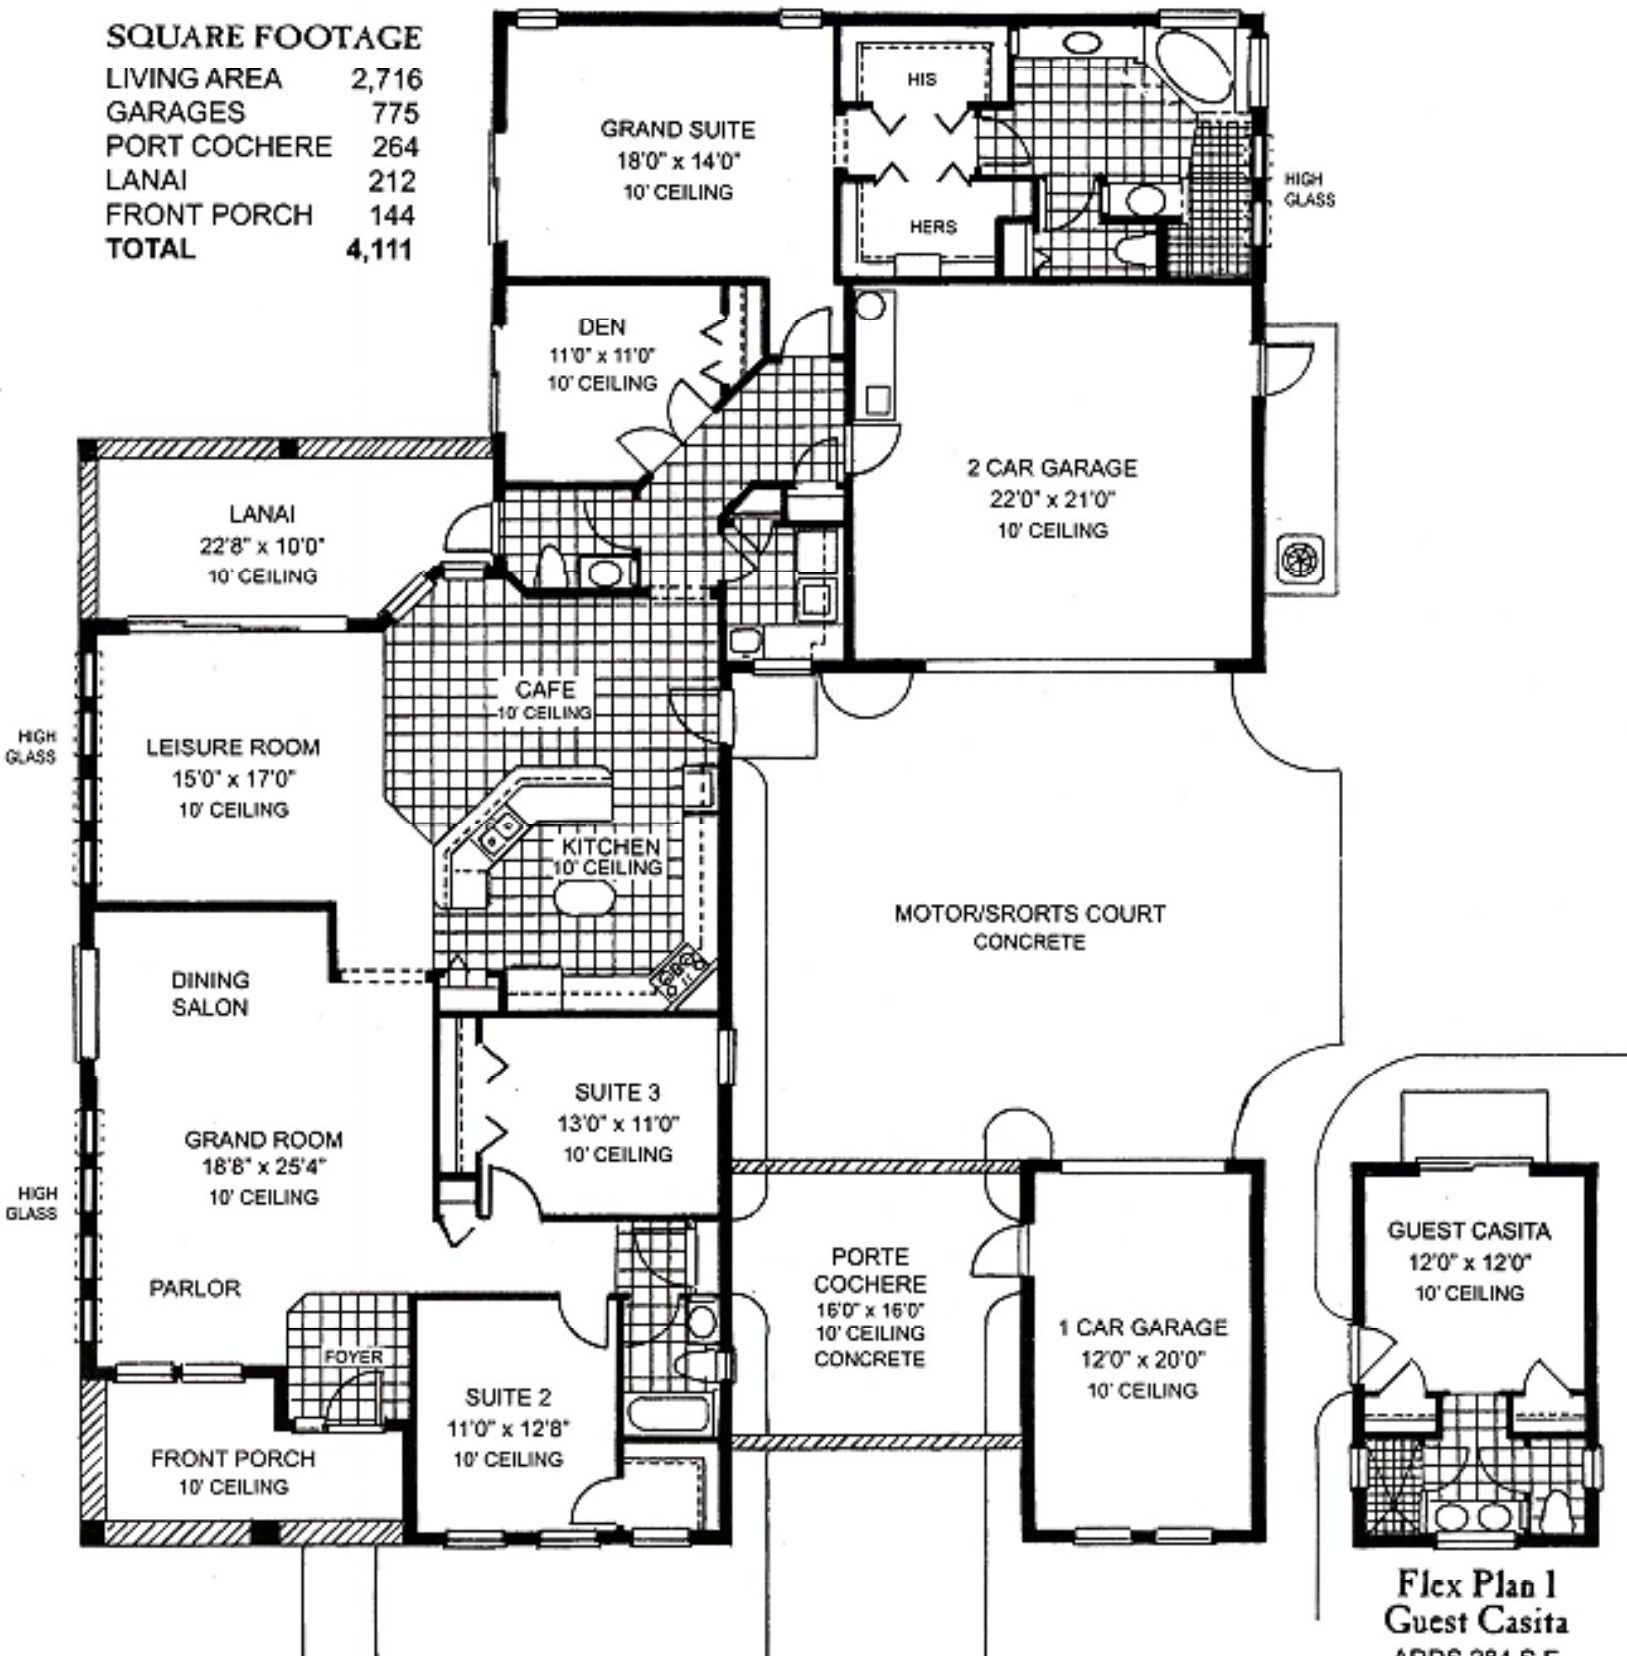 SQUARE FOOTAGE
LIVING AREA 2,716
GARAGES 775
PORT COCHERE 264
LANAI 212
FRONT PORCH 144
TOTAL 4,111
GRAND SUITE
18'0" x 14'0"
10' CEILING
HIS
HERS
HIGH
GLASS
DEN
11'0" x 11'0"
10' CEILING
2 CAR GARAGE
22'0" x 21'0"
10' CEILING
LANAI
22'8" x 10'0"
10' CEILING
CAFE
10' CEILING
HIGH
GLASS
LEISURE ROOM
15'0" x 17'0"
10' CEILING
KITCHEN
10' CEILING
MOTOR/SRORTS COURT
CONCRETE
DINING
SALON
SUITE 3
13'0" x 11'0"
10' CEILING
GRAND ROOM
18'8" x 25'4"
10' CEILING
HIGH
GLASS
PARLOR
PORTE
COCHERE
16'0" x 16'0"
10' CEILING
CONCRETE
GUEST CASITA
12'0" x 12'0"
10' CEILING
FOYER
1 CAR GARAGE
12'0" x 20'0"
10' CEILING
SUITE 2
11'0" x 12'8"
10' CEILING
FRONT PORCH
10' CEILING
Flex Plan 1
Guest Casita